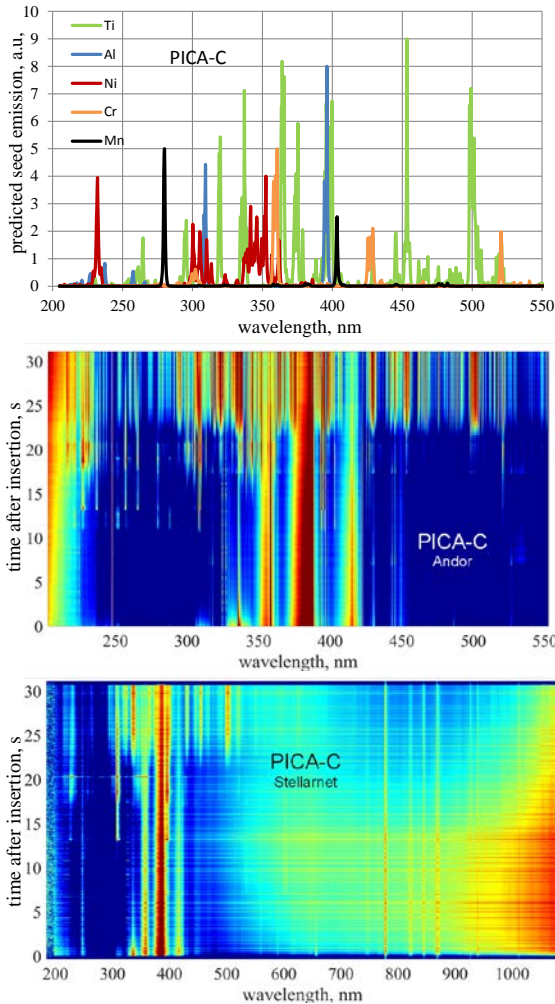 predicted seed emission, a.u,
10
9
8
7
6
5
4
3
2
1
0
Ti
Al
Ni
Cr
Mn
PICA-C
200 250 300 350 400 450 500 550
wavelength, nm
time after insertion, s
30
25
20
15
10
5
0
PICA-C
Andor
250 300 350 400 450 500 550
wavelength, nm
time after insertion, s
30
25
20
15
10
5
0
PICA-C
Stellarnet
200 300 400 500 600 700 800 900 1000
wavelength, nm